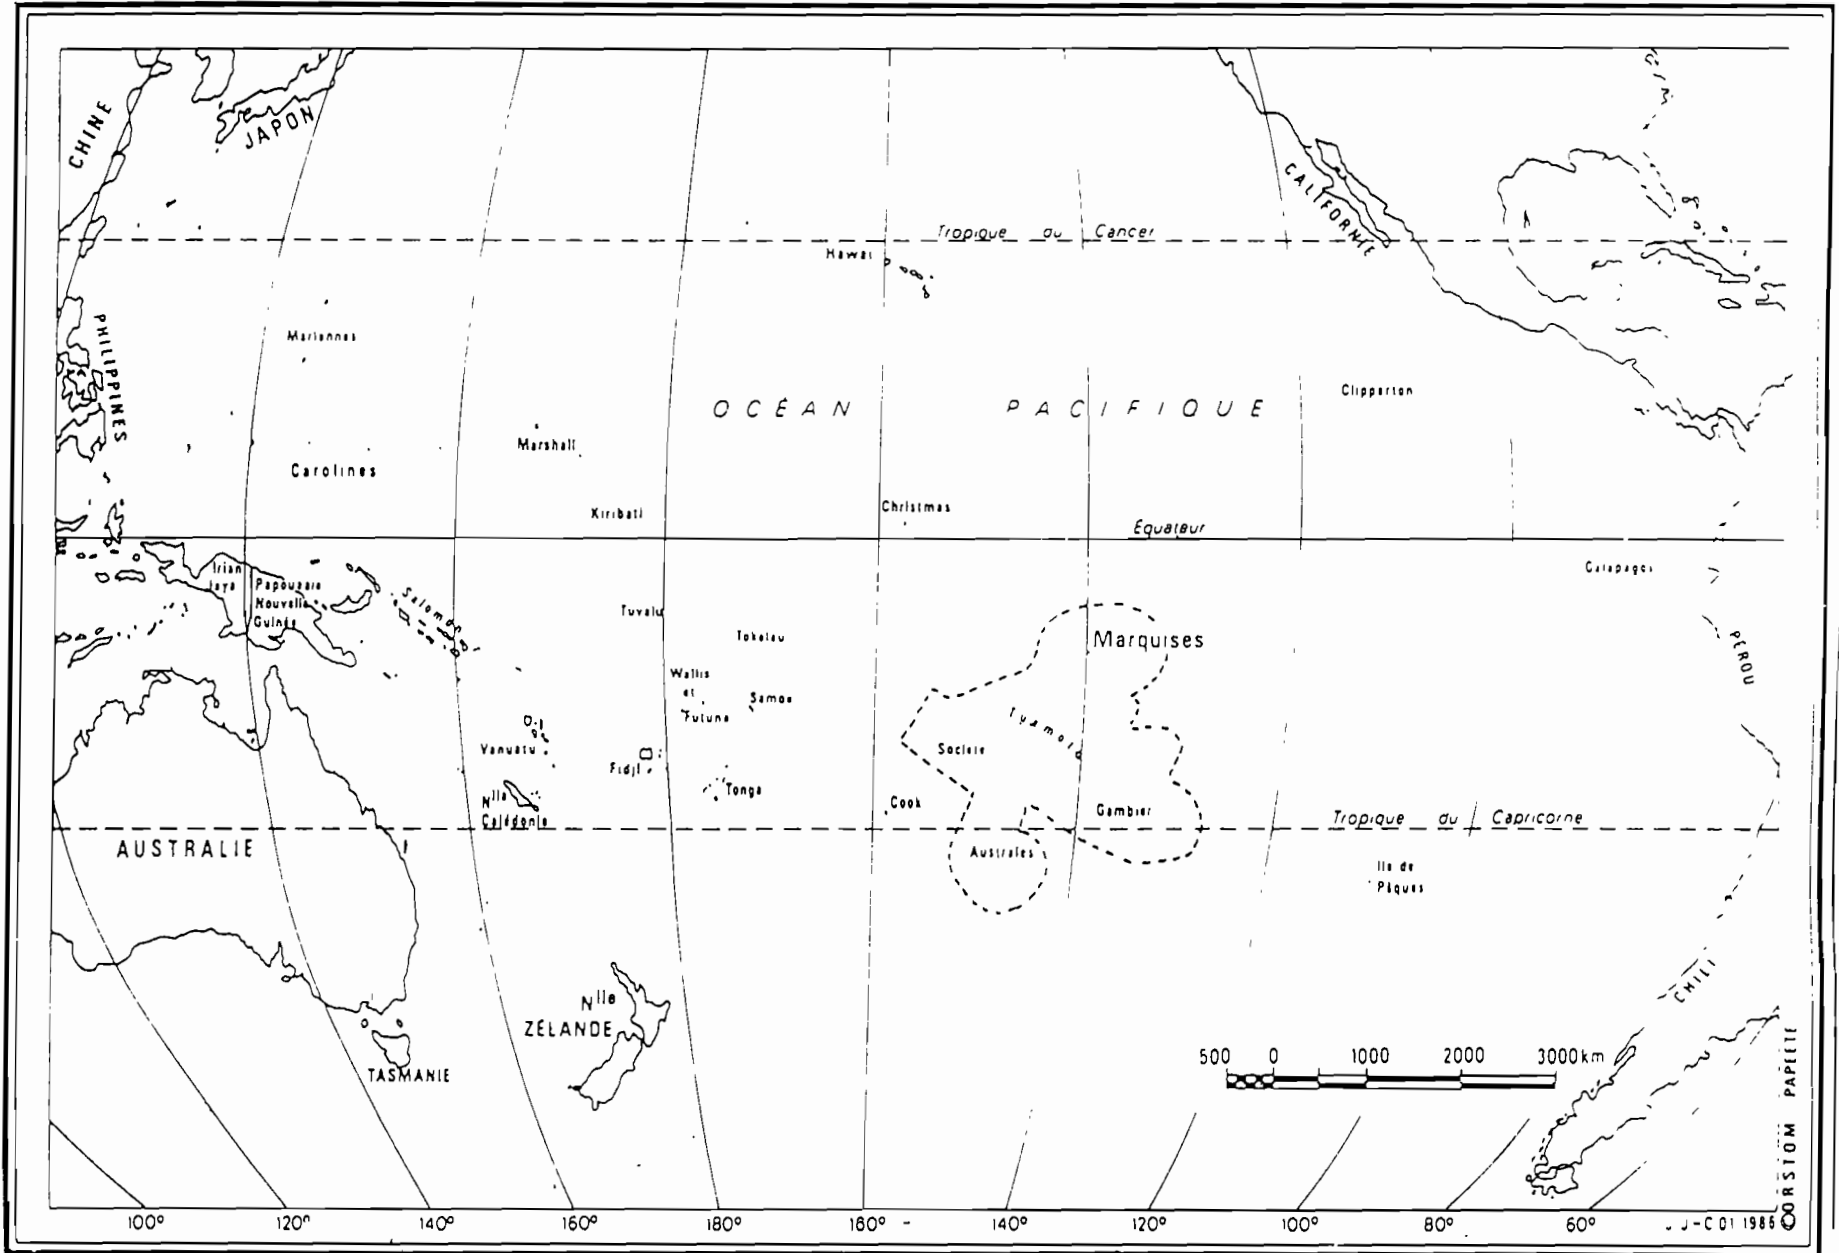 CHINE
JAPON
CALIFORNIE
Tropique du Cancer
Hawai
PHILIPPINES
Mariannes
OCÉAN PACIFIQUE
Clipperton
Marshall
Carolines
Kiribati
Christmas
Équateur
Galapagos
Irian
Jaya
Papouasie
Nouvelle
Guinée
Salomon
Tuvalu
Tokelau
Marquises
PÉROU
Wallis
et
Futuna
Samoa
Tuamotu
Vanuatu
Société
Fidji
Tonga
Nlle
Calédonie
Cook
Gambier
Tropique du Capricorne
AUSTRALIE
Australes
Ile de
Pâques
CHILI
Nlle
ZÉLANDE
TASMANIE
500 0 1000 2000 3000km
100° 120° 140° 160° 180° 160° 140° 120° 100° 80° 60°
J-C 01 1986
ORSTOM PAPEETE